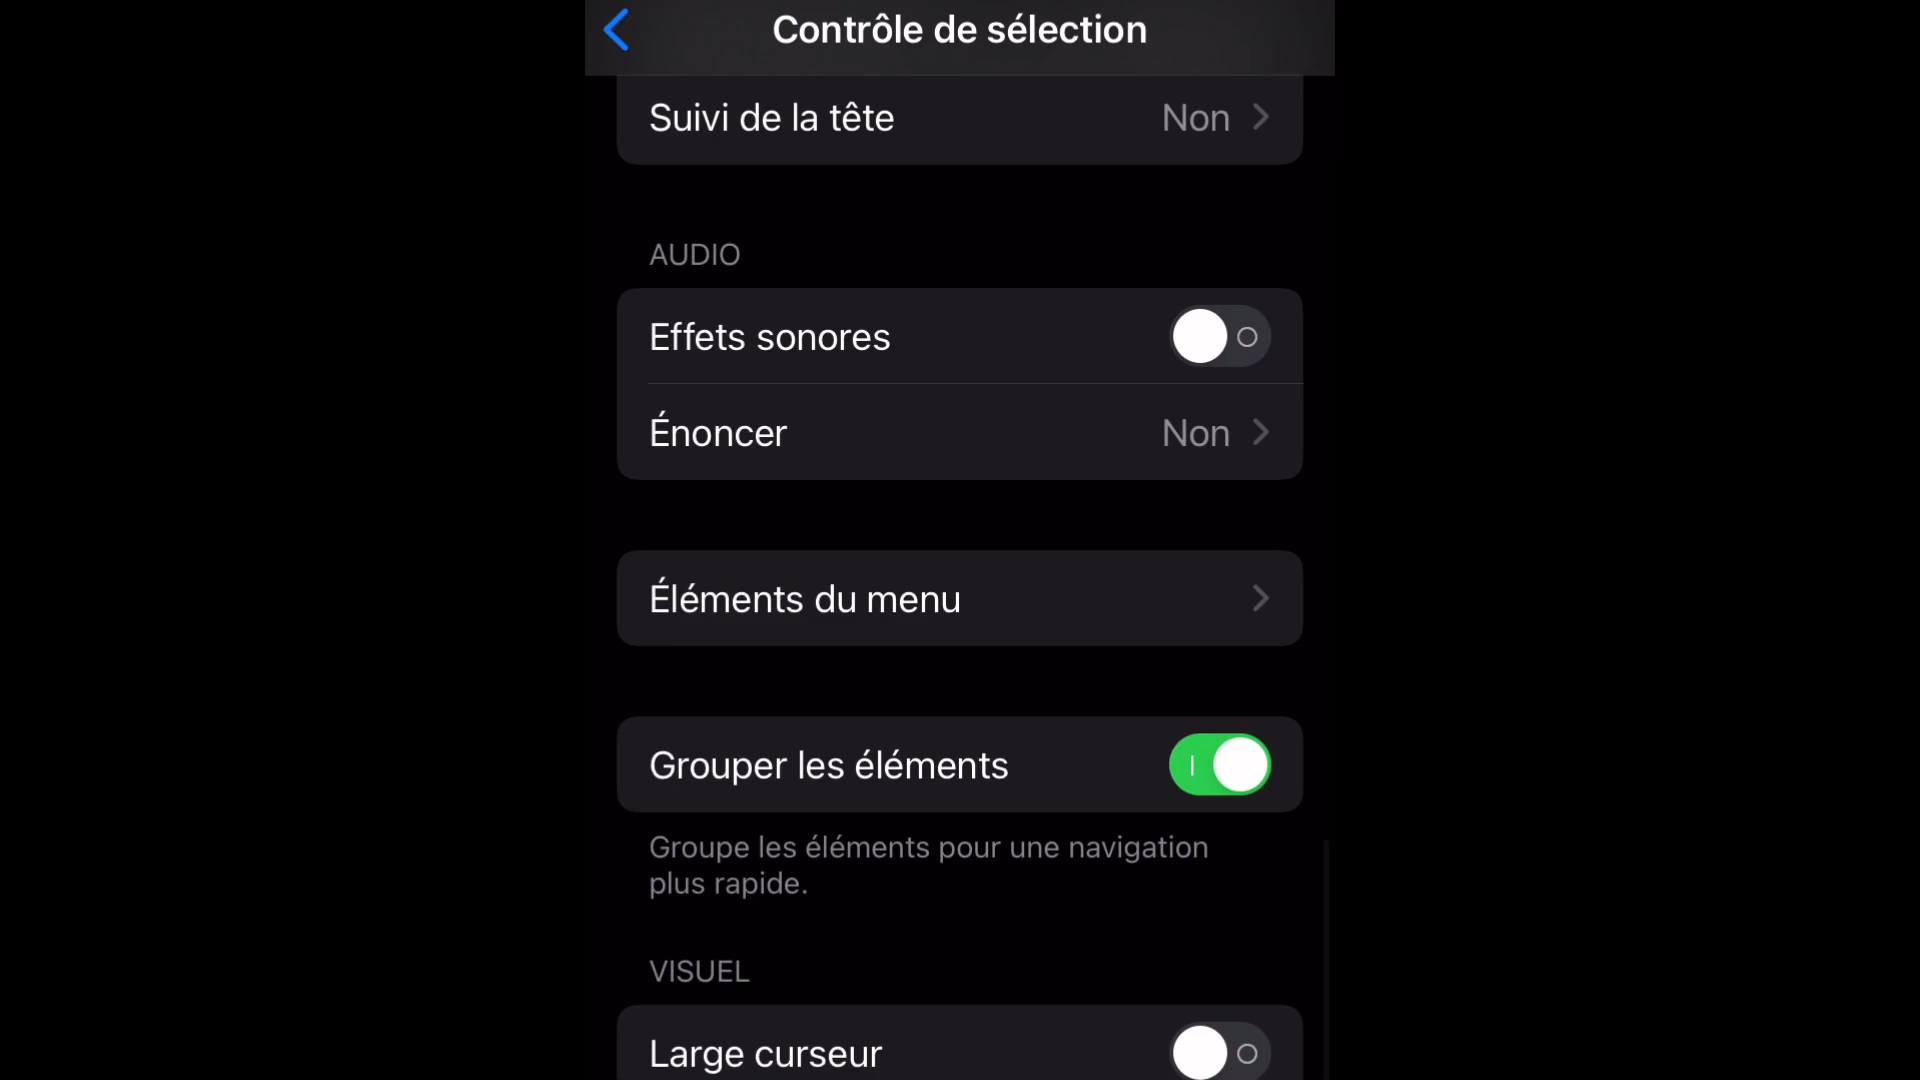 Contrôle de sélection
Suivi de la tête Non
AUDIO
Effets sonores
Énoncer Non
Éléments du menu
Grouper les éléments
Groupe les éléments pour une navigation
plus rapide.
VISUEL
Large curseur